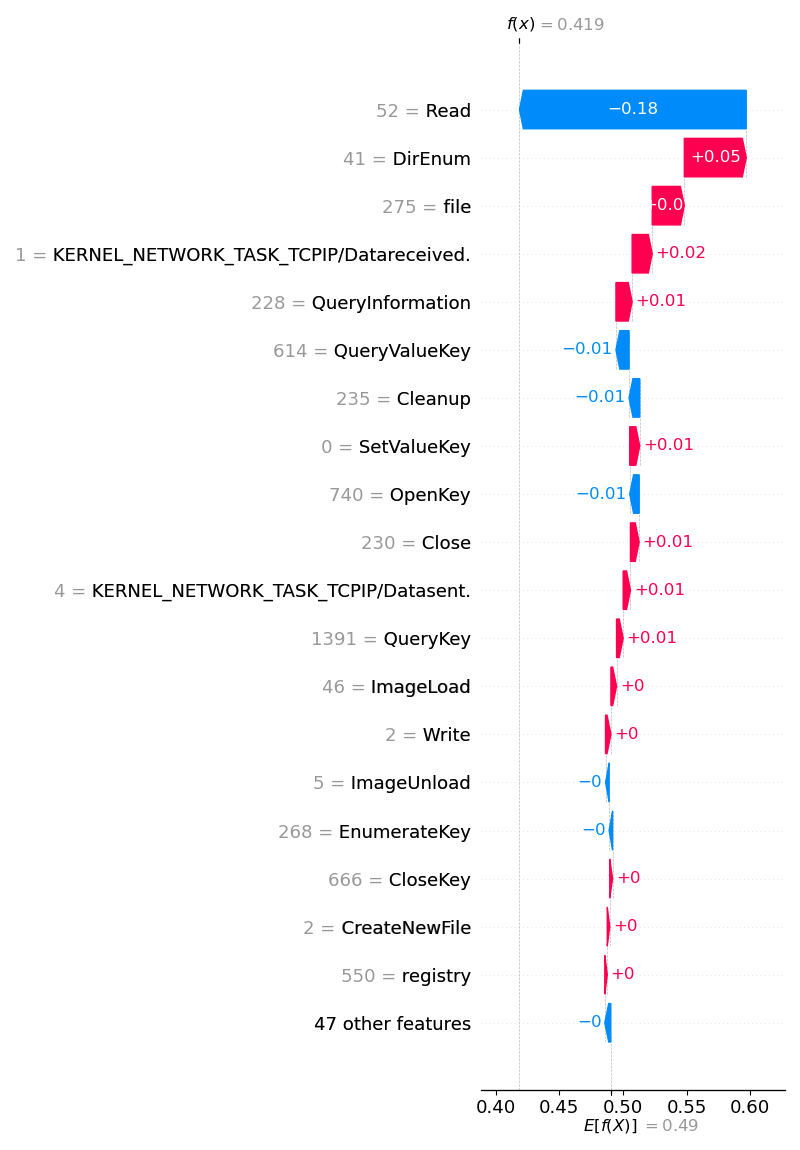 f(x) = 0.419
52 = Read −0.18
41 = DirEnum +0.05
275 = file
1 = KERNEL_NETWORK_TASK_TCPIP/Datareceived. +0.02
228 = QueryInformation +0.01
614 = QueryValueKey −0.01
235 = Cleanup −0.01
0 = SetValueKey +0.01
740 = OpenKey −0.01
230 = Close +0.01
4 = KERNEL_NETWORK_TASK_TCPIP/Datasent. +0.01
1391 = QueryKey +0.01
46 = ImageLoad +0
2 = Write +0
5 = ImageUnload −0
268 = EnumerateKey −0
666 = CloseKey +0
2 = CreateNewFile +0
550 = registry +0
47 other features −0
0.40 0.45 0.50 0.55 0.60
E[f(X)] = 0.49